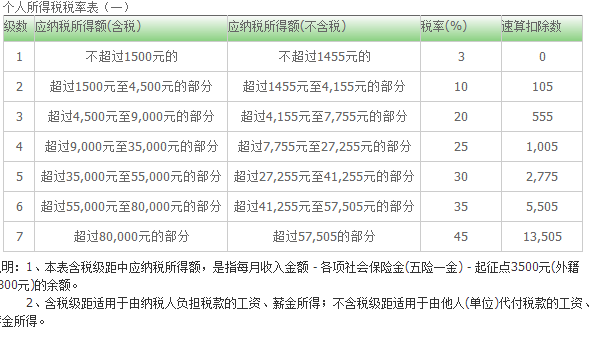 个人所得税税率表（一）
级数 应纳税所得额(含税) 应纳税所得额(不含税) 税率(%) 速算扣除数
1 不超过1500元的 不超过1455元的 3 0
2 超过1500元至4,500元的部分 超过1455元至4,155元的部分 10 105
3 超过4,500元至9,000元的部分 超过4,155元至7,755元的部分 20 555
4 超过9,000元至35,000元的部分 超过7,755元至27,255元的部分 25 1,005
5 超过35,000元至55,000元的部分 超过27,255元至41,255元的部分 30 2,775
6 超过55,000元至80,000元的部分 超过41,255元至57,505元的部分 35 5,505
7 超过80,000元的部分 超过57,505的部分 45 13,505
明：1、本表含税级距中应纳税所得额，是指每月收入金额 - 各项社会保险金(五险一金) - 起征点3500元(外籍
800元)的余额。
2、含税级距适用于由纳税人负担税款的工资、薪金所得；不含税级距适用于由他人(单位)代付税款的工资、
金所得。